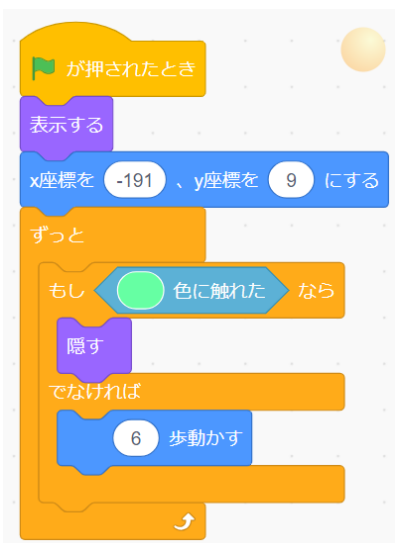 が押されたとき
表示する
x座標を -191 、y座標を 9 にする
ずっと
もし 色に触れた なら
隠す
でなければ
6 歩動かす